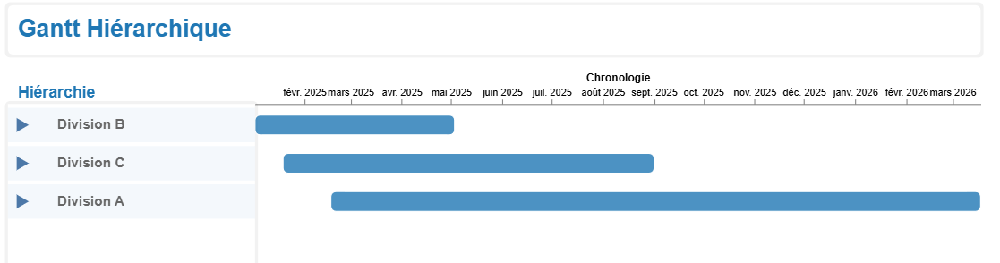 Gantt Hiérarchique
Chronologie
Hiérarchie
févr. 2025 mars 2025 avr. 2025 mai 2025 juin 2025 juil. 2025 août 2025 sept. 2025 oct. 2025 nov. 2025 déc. 2025 janv. 2026 févr. 2026 mars 2026
Division B
Division C
Division A